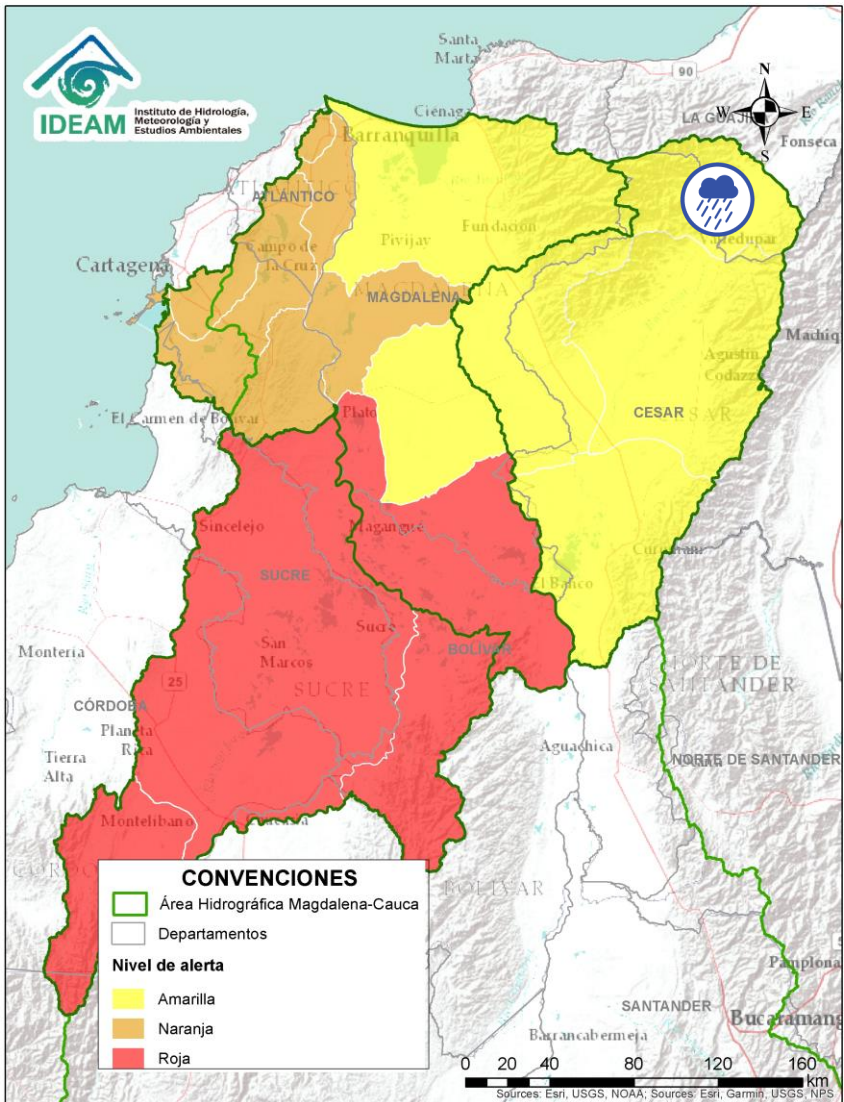 IDEAM
Instituto de Hidrología,
Meteorología y
Estudios Ambientales
Santa
Marta
90
N
W
E
S
LA GUAJIR
Fonseca
Ciénaga
Barranquilla
ATLÁNTICO
Valledupar
Campo de
la Cruz
Pivijay
Fundación
Cartagena
MAGDALENA
Machiq
Agustín
Codazzi
El Carmen de Bolívar
Plato
CESAR
Sincelejo
Magangué
Curumaní
SUCRE
El Banco
Sucre
Montería
San
Marcos
BOLÍVAR
NORTE DE
SANTANDER
25
SUCRE
CÓRDOBA
Planeta
Rica
Aguachica
Tierra
Alta
NORTE DE SANTANDER
Montelíbano
Caucasia
BOLÍVAR
CONVENCIONES
Área Hidrográfica Magdalena-Cauca
Departamentos
Nivel de alerta
Amarilla
Naranja
Roja
Pamplona
SANTANDER
Bucaramang
Barrancabermeja
0 20 40 80 120 160
km
Sources: Esri, USGS, NOAA; Sources: Esri, Garmin, USGS, NPS